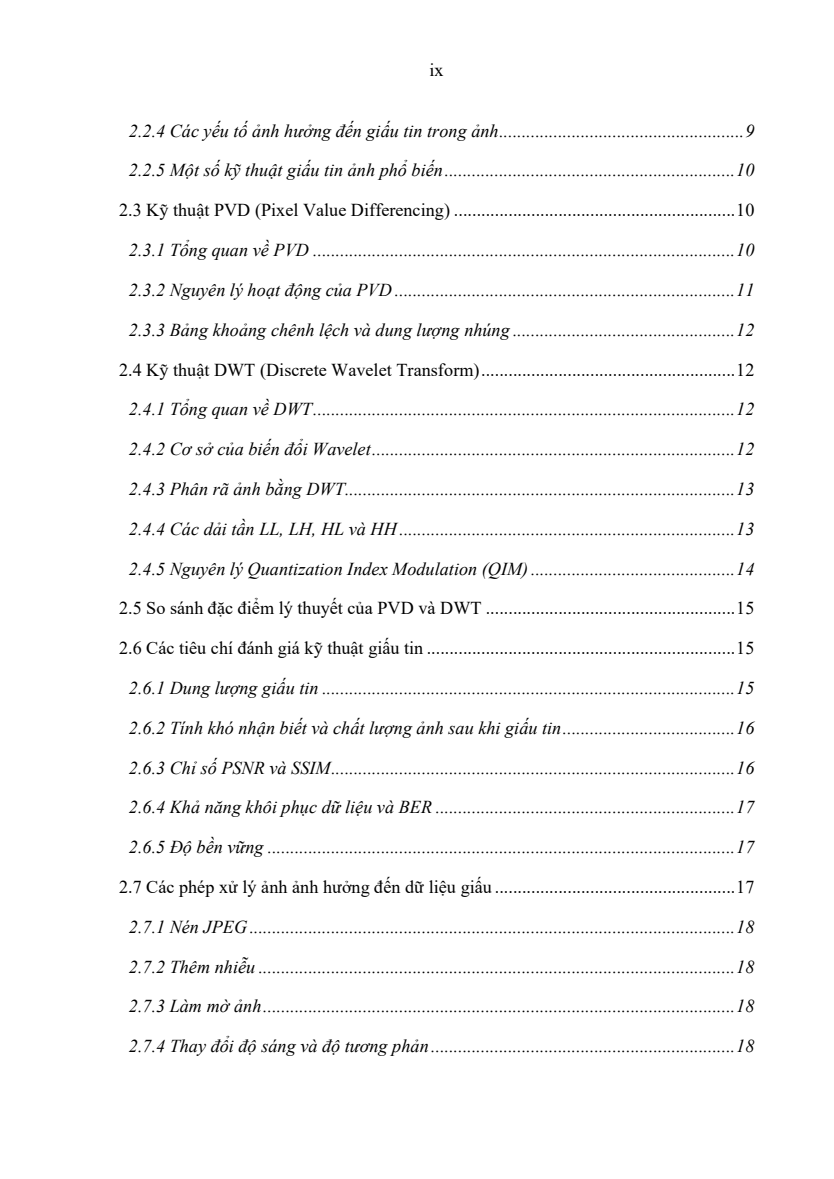 ix
2.2.4 Các yếu tố ảnh hưởng đến giấu tin trong ảnh......................................................9
2.2.5 Một số kỹ thuật giấu tin ảnh phổ biến................................................................10
2.3 Kỹ thuật PVD (Pixel Value Differencing) ..............................................................10
2.3.1 Tổng quan về PVD .............................................................................................10
2.3.2 Nguyên lý hoạt động của PVD...........................................................................11
2.3.3 Bảng khoảng chênh lệch và dung lượng nhúng .................................................12
2.4 Kỹ thuật DWT (Discrete Wavelet Transform)........................................................12
2.4.1 Tổng quan về DWT.............................................................................................12
2.4.2 Cơ sở của biến đổi Wavelet................................................................................12
2.4.3 Phân rã ảnh bằng DWT......................................................................................13
2.4.4 Các dải tần LL, LH, HL và HH..........................................................................13
2.4.5 Nguyên lý Quantization Index Modulation (QIM) .............................................14
2.5 So sánh đặc điểm lý thuyết của PVD và DWT .......................................................15
2.6 Các tiêu chí đánh giá kỹ thuật giấu tin ....................................................................15
2.6.1 Dung lượng giấu tin ...........................................................................................15
2.6.2 Tính khó nhận biết và chất lượng ảnh sau khi giấu tin......................................16
2.6.3 Chỉ số PSNR và SSIM.........................................................................................16
2.6.4 Khả năng khôi phục dữ liệu và BER ..................................................................17
2.6.5 Độ bền vững .......................................................................................................17
2.7 Các phép xử lý ảnh ảnh hưởng đến dữ liệu giấu .....................................................17
2.7.1 Nén JPEG...........................................................................................................18
2.7.2 Thêm nhiễu .........................................................................................................18
2.7.3 Làm mờ ảnh........................................................................................................18
2.7.4 Thay đổi độ sáng và độ tương phản...................................................................18